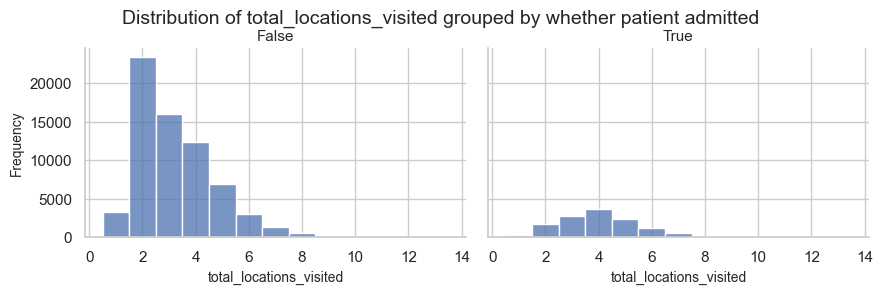 Distribution of total_locations_visited grouped by whether patient admitted
False
True
Frequency
20000
15000
10000
5000
0
0 2 4 6 8 10 12 14
0 2 4 6 8 10 12 14
total_locations_visited
total_locations_visited